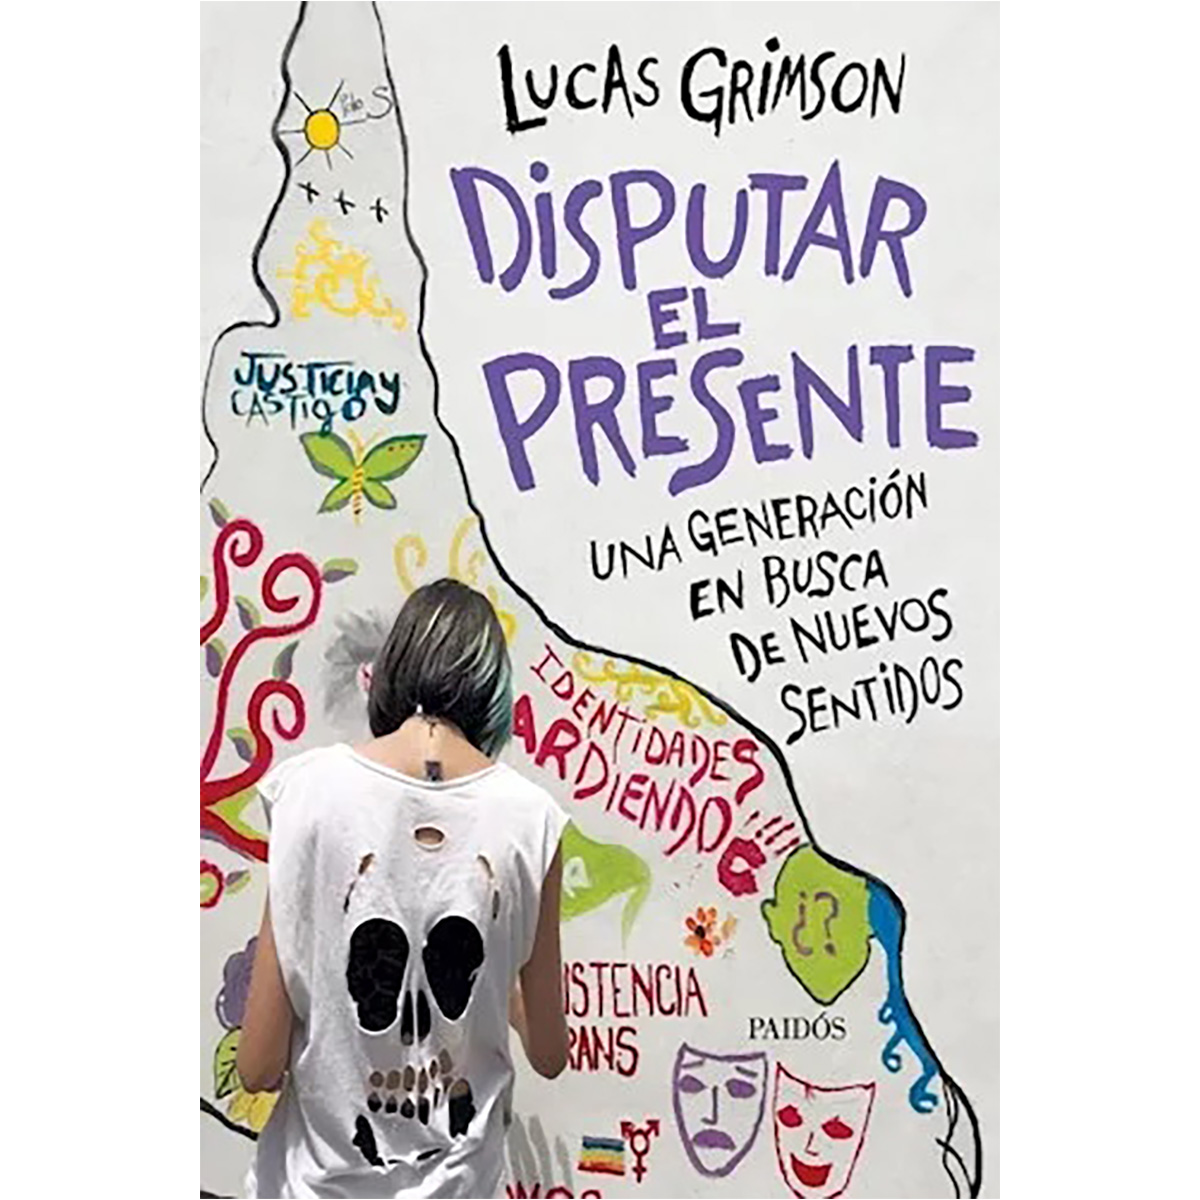 LUCAS GRIMSON
DISPUTAR
EL
PRESENTE
UNA GENERACIÓN
EN BUSCA
DE NUEVOS
SENTIDOS
JUSTICIA Y
CASTIGO
IDENTIDADES
ARDIENDO!!!!
¿?
ISTENCIA
RANS
PAIDÓS